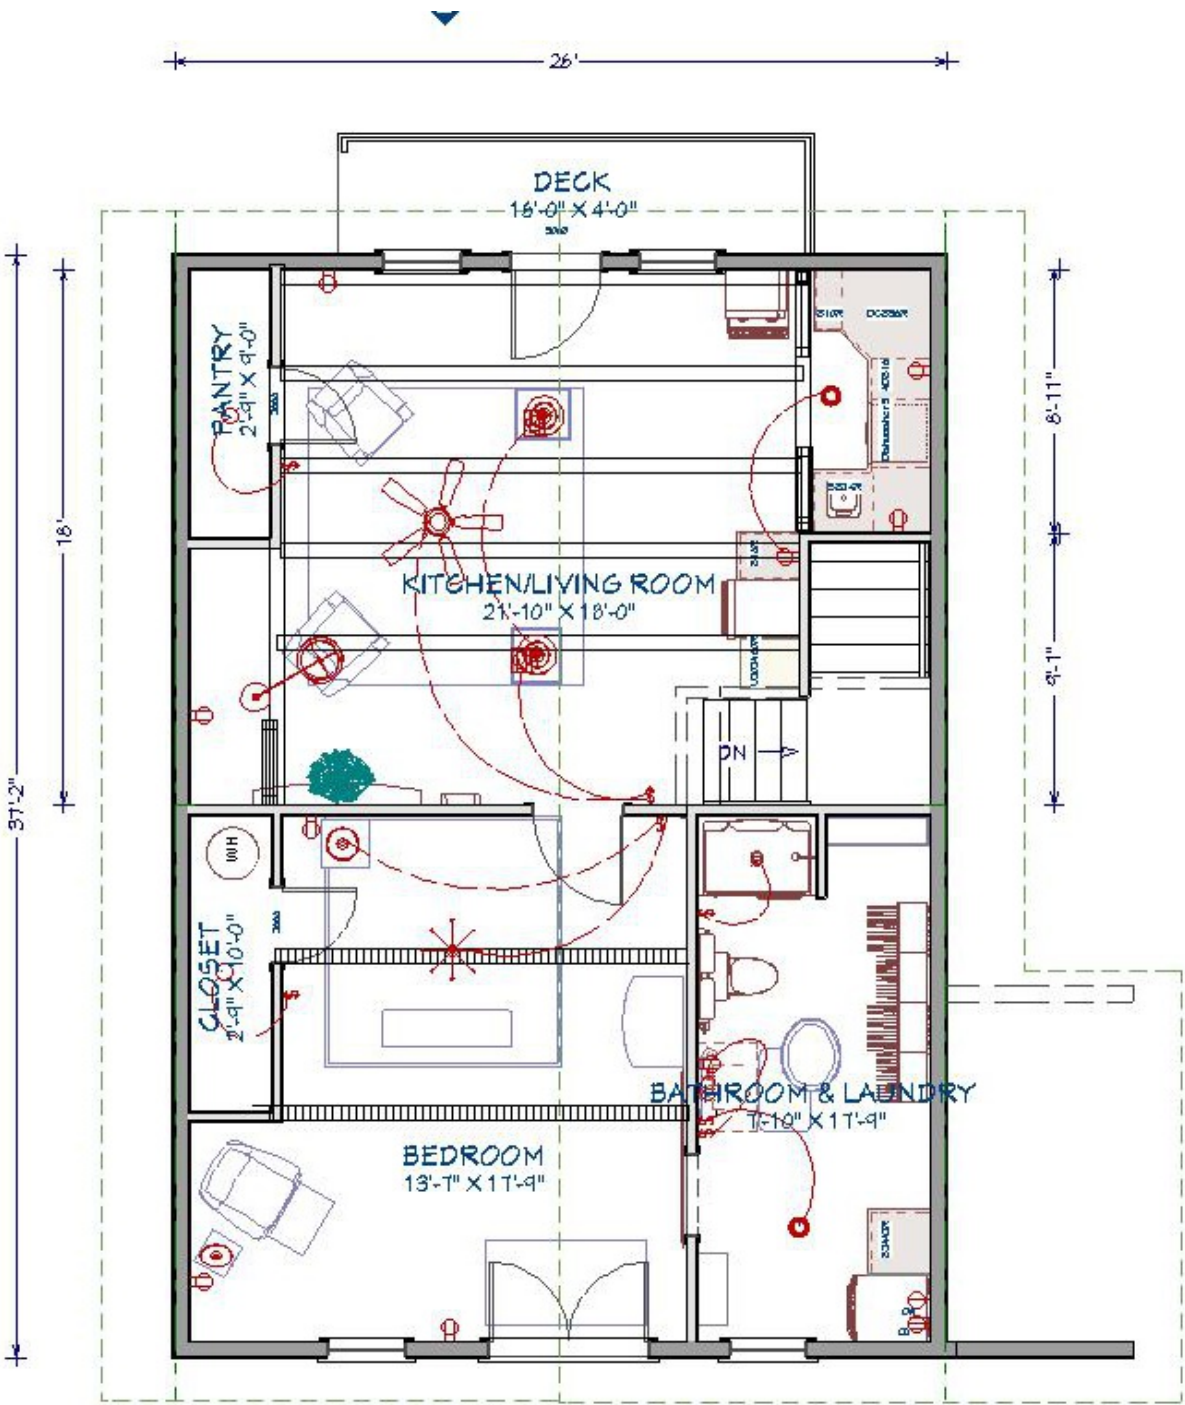 26'
DECK
16'-0" X 4'-0"
PANTRY
2'-9" X 9'-0"
8'-11"
18'
KITCHEN/LIVING ROOM
21'-10" X 18'-0"
9'-1"
DN
37'-2"
WH
CLOSET
2'-9" X 10'-0"
BATHROOM & LAUNDRY
7'-10" X 17'-9"
BEDROOM
13'-7" X 17'-9"